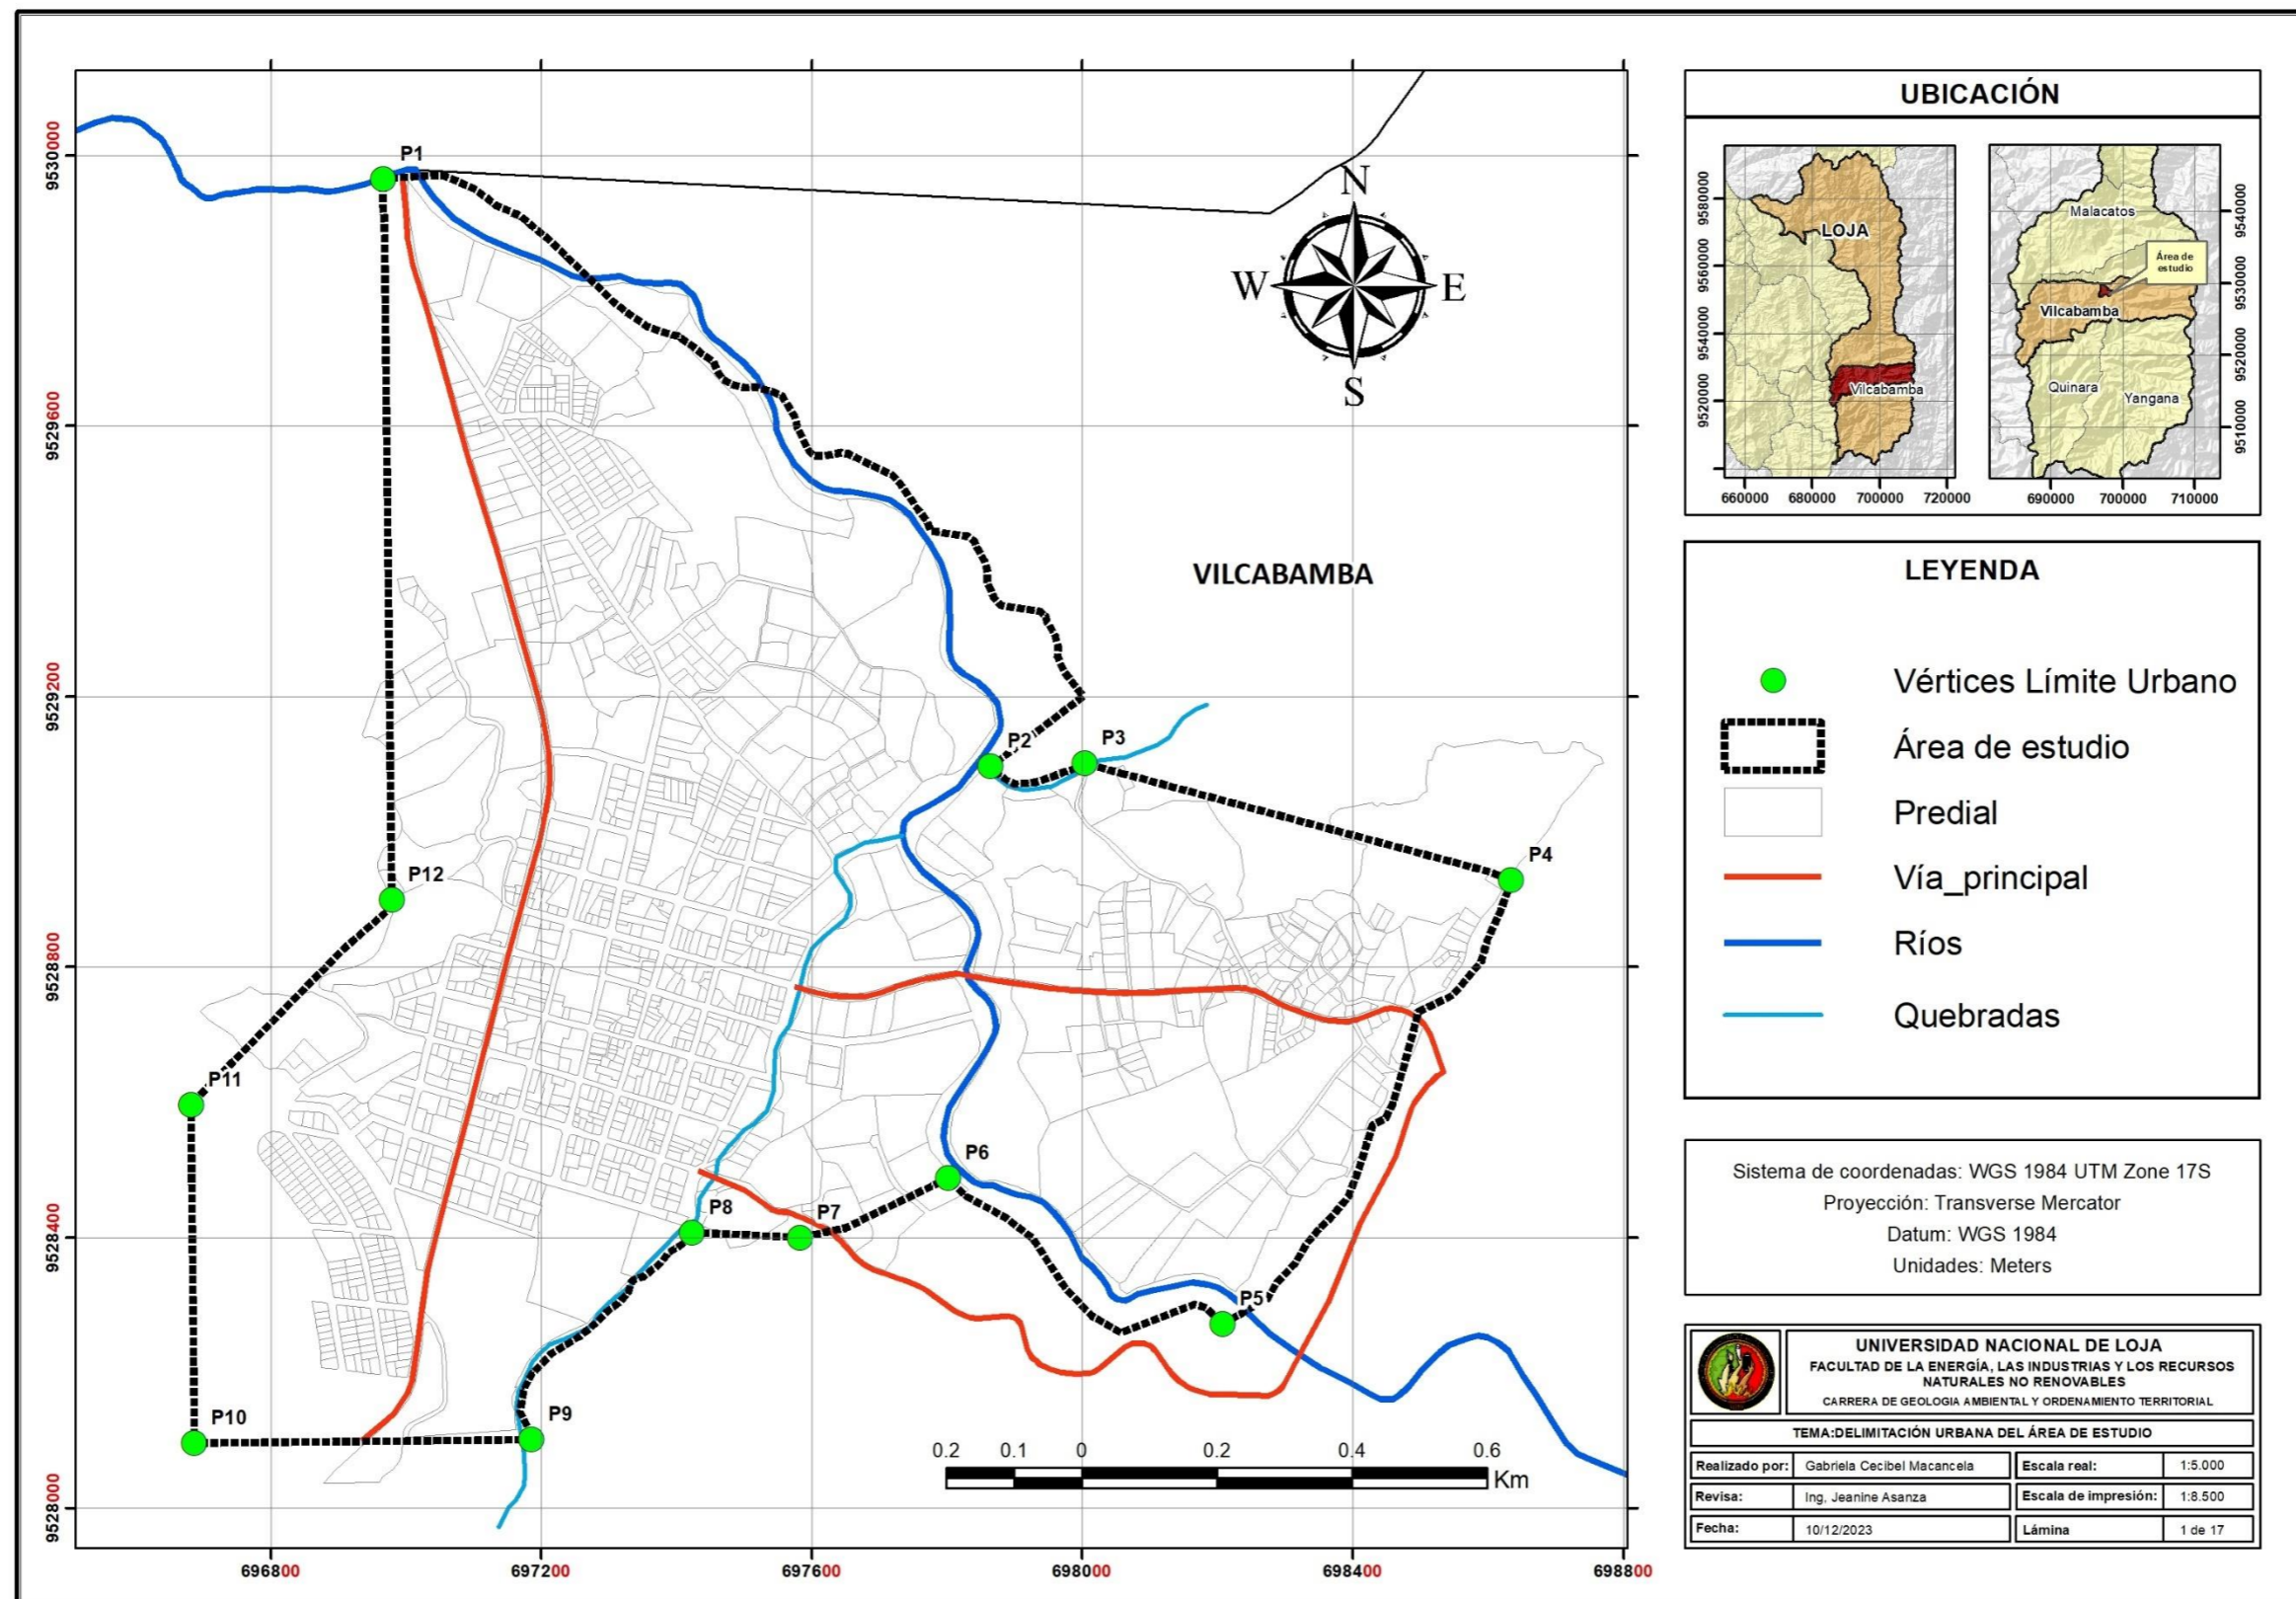 696800
697200
697600
698000
698400
698800
9530000
9529600
9529200
9528800
9528400
9528000
P1
P2
P3
P4
P5
P6
P7
P8
P9
P10
P11
P12
VILCABAMBA
N
W
E
S
0.2 0.1 0 0.2 0.4 0.6
Km
UBICACIÓN
9580000
9560000
9540000
9520000
LOJA
Vilcabamba
660000 680000 700000 720000
Malacatos
Área de
estudio
Vilcabamba
Quinara
Yangana
9540000
9530000
9520000
9510000
690000 700000 710000
LEYENDA
Vértices Límite Urbano
Área de estudio
Predial
Vía_principal
Ríos
Quebradas
Sistema de coordenadas: WGS 1984 UTM Zone 17S
Proyección: Transverse Mercator
Datum: WGS 1984
Unidades: Meters
UNIVERSIDAD NACIONAL DE LOJA
FACULTAD DE LA ENERGÍA, LAS INDUSTRIAS Y LOS RECURSOS
NATURALES NO RENOVABLES
CARRERA DE GEOLOGIA AMBIENTAL Y ORDENAMIENTO TERRITORIAL
TEMA:DELIMITACIÓN URBANA DEL ÁREA DE ESTUDIO
Realizado por: Gabriela Cecibel Macancela Escala real: 1:5.000
Revisa: Ing, Jeanine Asanza Escala de impresión: 1:8.500
Fecha: 10/12/2023 Lámina 1 de 17